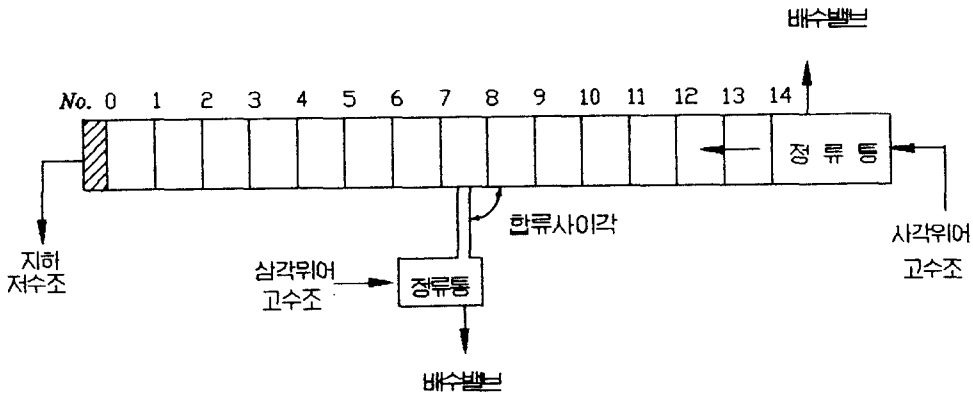 배수밸브
No. 0 1 2 3 4 5 6 7 8 9 10 11 12 13 14
정 류 통
합류사이각
사각위어
고수조
지하
저수조
삼각위어
고수조
정류통
배수밸브